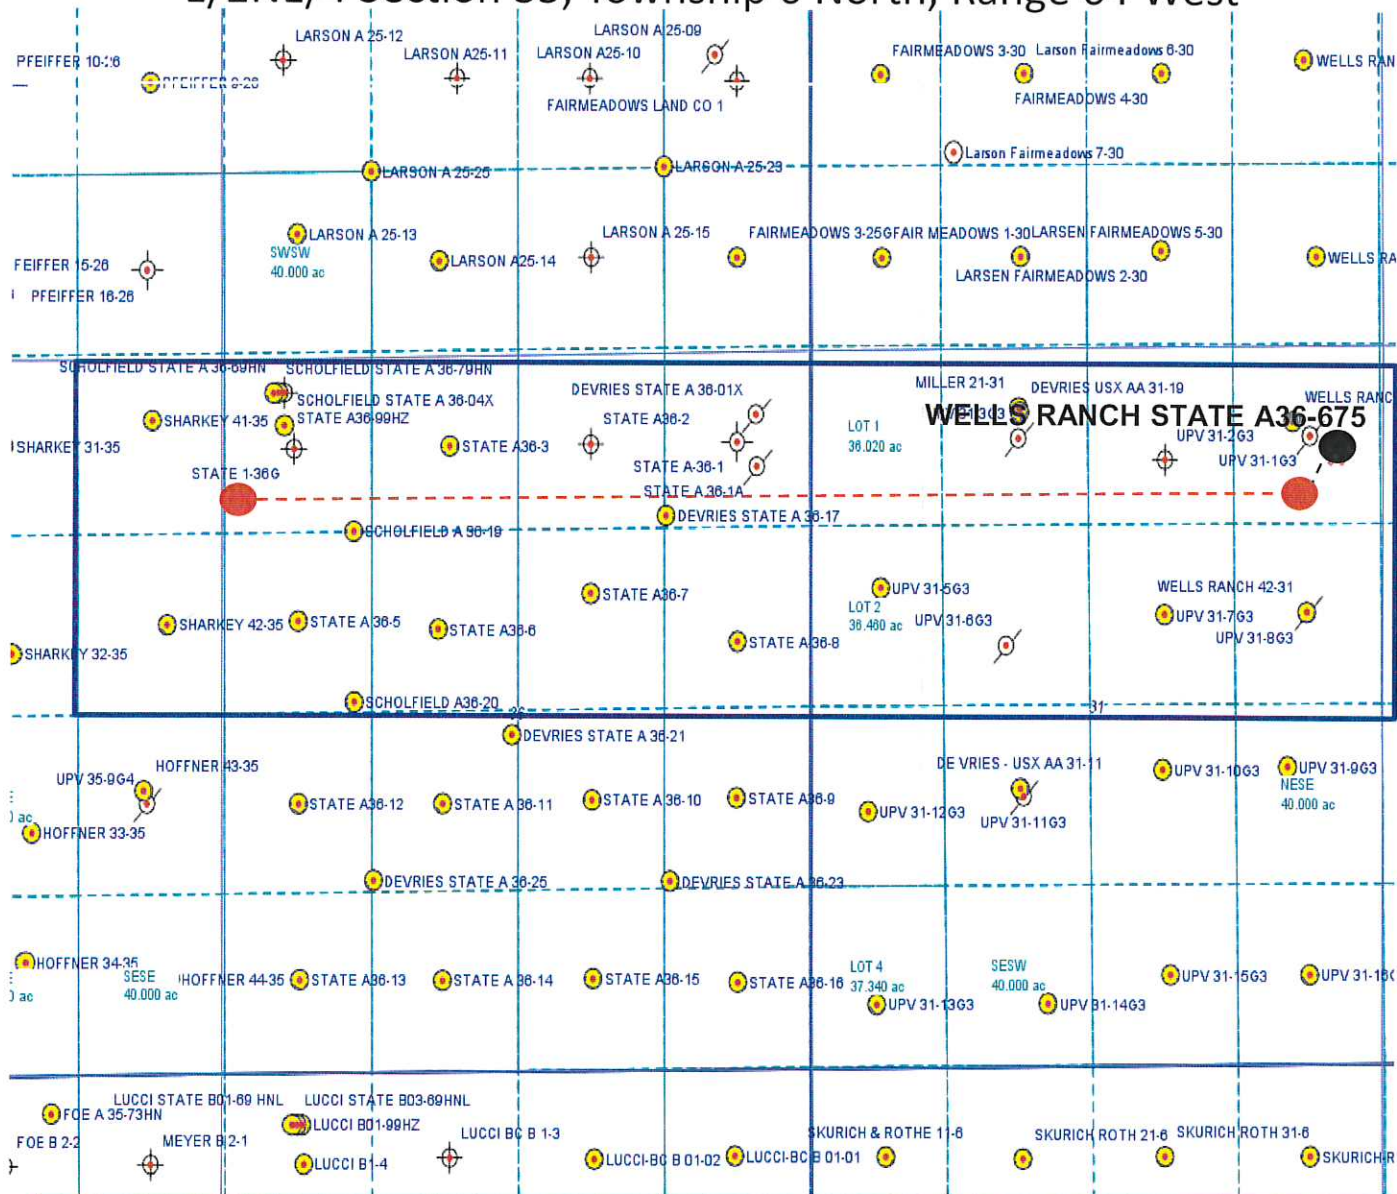 LARSON A 25-09
LARSON A 25-12
PFEIFFER 10-26
LARSON A25-11
LARSON A25-10
FAIRMEADOWS 3-30
Larson Fairmeadows 6-30
WELLS RAN
PFEIFFER 9-26
FAIRMEADOWS LAND CO 1
FAIRMEADOWS 4-30
Larson Fairmeadows 7-30
LARSON A 25-25
LARSON A 25-23
LARSON A 25-13
SWSW
40.000 ac
LARSON A25-14
LARSON A 25-15
FAIRMEADOWS 3-25G
FAIR MEADOWS 1-30
LARSEN FAIRMEADOWS 5-30
LARSEN FAIRMEADOWS 2-30
WELLS RA
FEIFFER 15-26
PFEIFFER 16-26
SCHOLFIELD STATE A 36-69HN
SCHOLFIELD STATE A 36-79HN
SCHOLFIELD STATE A 36-04X
STATE A36-99HZ
SHARKEY 41-35
SHARKEY 31-35
STATE 1-36G
STATE A36-3
DEVRIES STATE A 36-01X
STATE A36-2
STATE A-36-1
STATE A 36-1A
DEVRIES STATE A 36-17
MILLER 21-31
DEVRIES USX AA 31-19
WELLS RANC
WELLS RANCH STATE A36-675
LOT 1
36.020 ac
UPV 31-2G3
UPV 31-1G3
SCHOLFIELD A 36-19
STATE A36-7
UPV 31-5G3
LOT 2
36.460 ac
UPV 31-6G3
WELLS RANCH 42-31
UPV 31-7G3
UPV 31-8G3
SHARKEY 42-35
STATE A 36-5
STATE A36-6
STATE A-36-8
SHARKEY 32-35
SCHOLFIELD A36-20
36
31
DEVRIES STATE A 36-21
UPV 35-9G4
HOFFNER 43-35
DE VRIES - USX AA 31-11
UPV 31-10G3
UPV 31-9G3
NESE
40.000 ac
STATE A36-12
STATE A 36-11
STATE A 36-10
STATE A36-9
UPV 31-12G3
UPV 31-11G3
ac
HOFFNER 33-35
DEVRIES STATE A 36-25
DEVRIES STATE A 36-23
HOFFNER 34-35
SESE
40.000 ac
HOFFNER 44-35
STATE A36-13
STATE A36-14
STATE A36-15
STATE A36-16
LOT 4
37.340 ac
SESW
40.000 ac
UPV 31-13G3
UPV 31-14G3
UPV 31-15G3
UPV 31-16
ac
LUCCI STATE B01-69 HNL
LUCCI STATE B03-69HNL
FOE A 35-73HN
LUCCI B01-99HZ
FOE B 2-2
MEYER B 2-1
LUCCI B1-4
LUCCI BC B 1-3
LUCCI-BC B 01-02
LUCCI-BC B 01-01
SKURICH & ROTHE 11-6
SKURICH ROTH 21-6
SKURICH ROTH 31-6
SKURICH-R